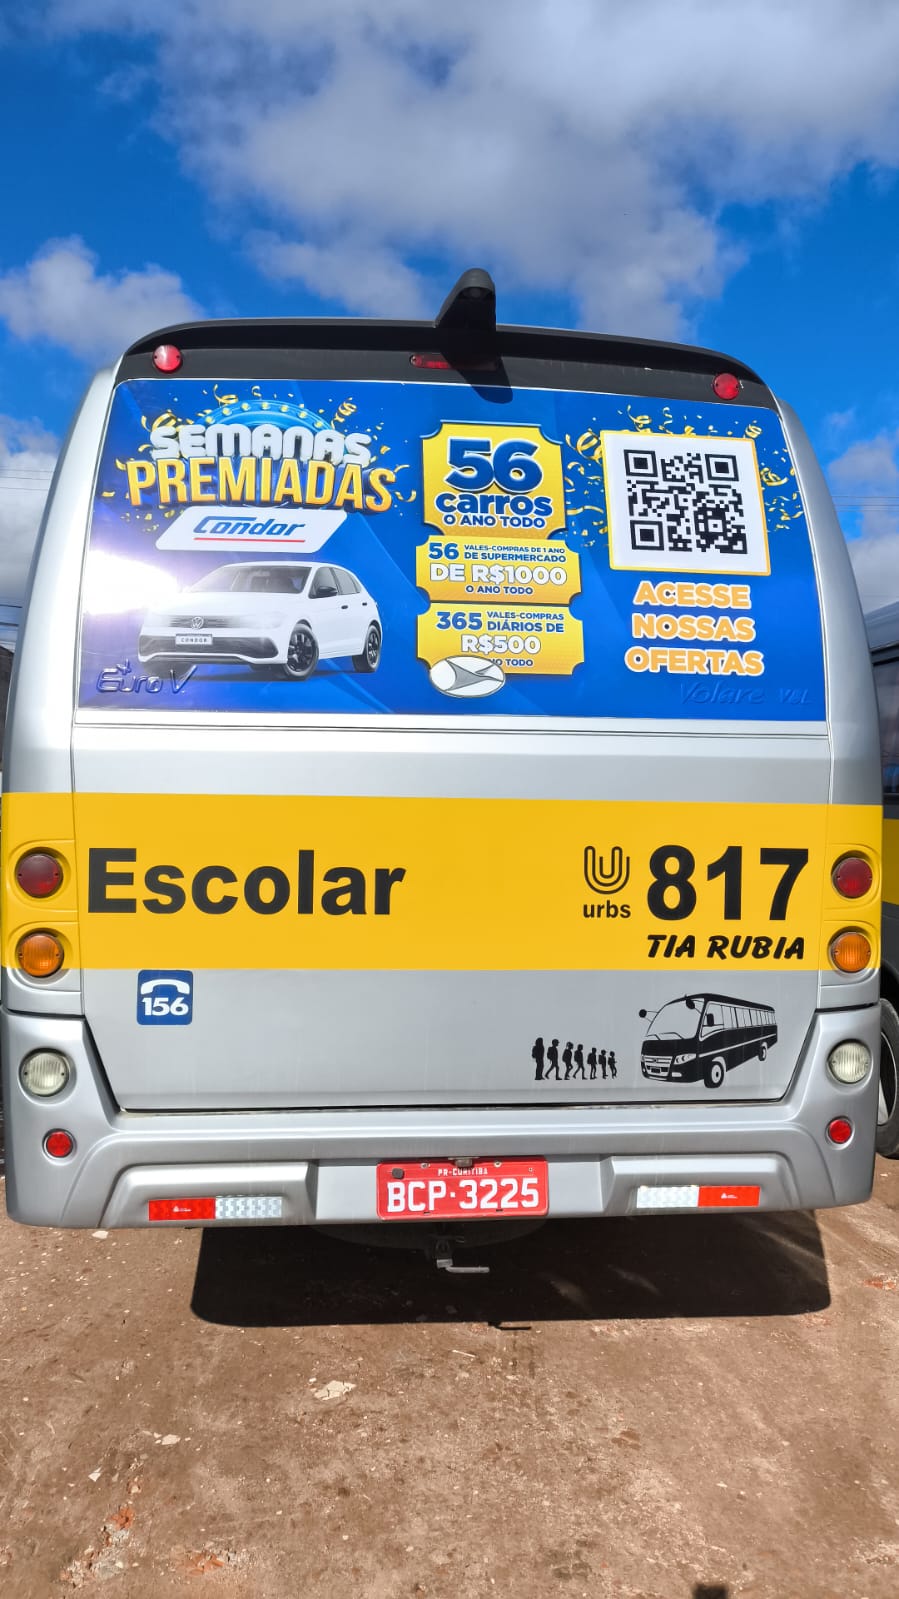 SEMANAS
PREMIADAS
Condor
CONDOR
56
carros
O ANO TODO
56 VALES-COMPRAS DE 1 ANO
DE SUPERMERCADO
DE R$1000
O ANO TODO
365 VALES-COMPRAS
DIÁRIOS DE
R$500
TODO
ACESSE
NOSSAS
OFERTAS
Euro V
Volare
Escolar
urbs
817
TIA RUBIA
156
PR-CURITIBA
BCP·3225